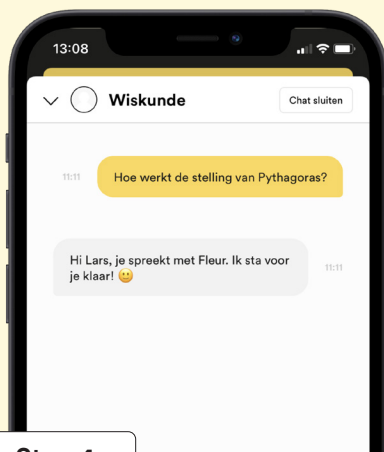 13:08
Wiskunde
Chat sluiten
11:11
Hoe werkt de stelling van Pythagoras?
Hi Lars, je spreekt met Fleur. Ik sta voor
je klaar! 🙂
11:11